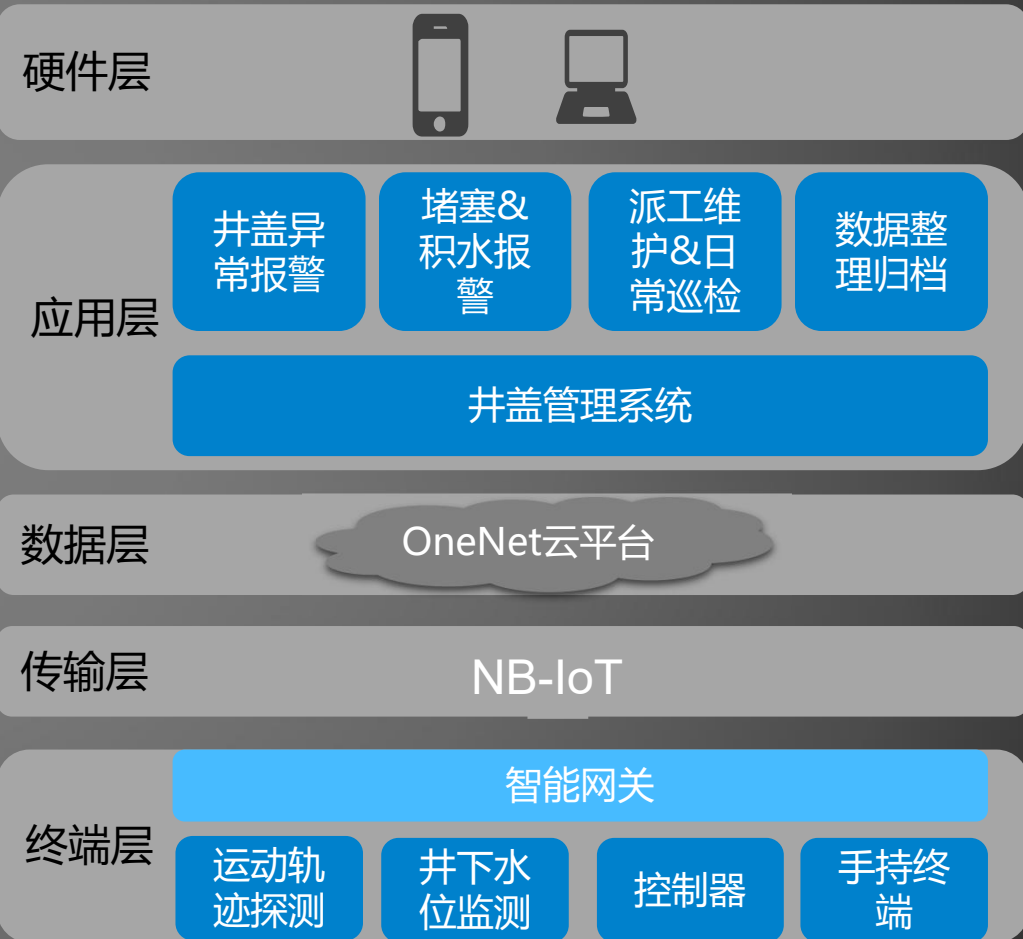 硬件层
应用层
井盖异
常报警
堵塞&
积水报
警
派工维
护&日
常巡检
数据整
理归档
井盖管理系统
数据层
OneNet云平台
传输层
NB-IoT
终端层
智能网关
运动轨
迹探测
井下水
位监测
控制器
手持终
端